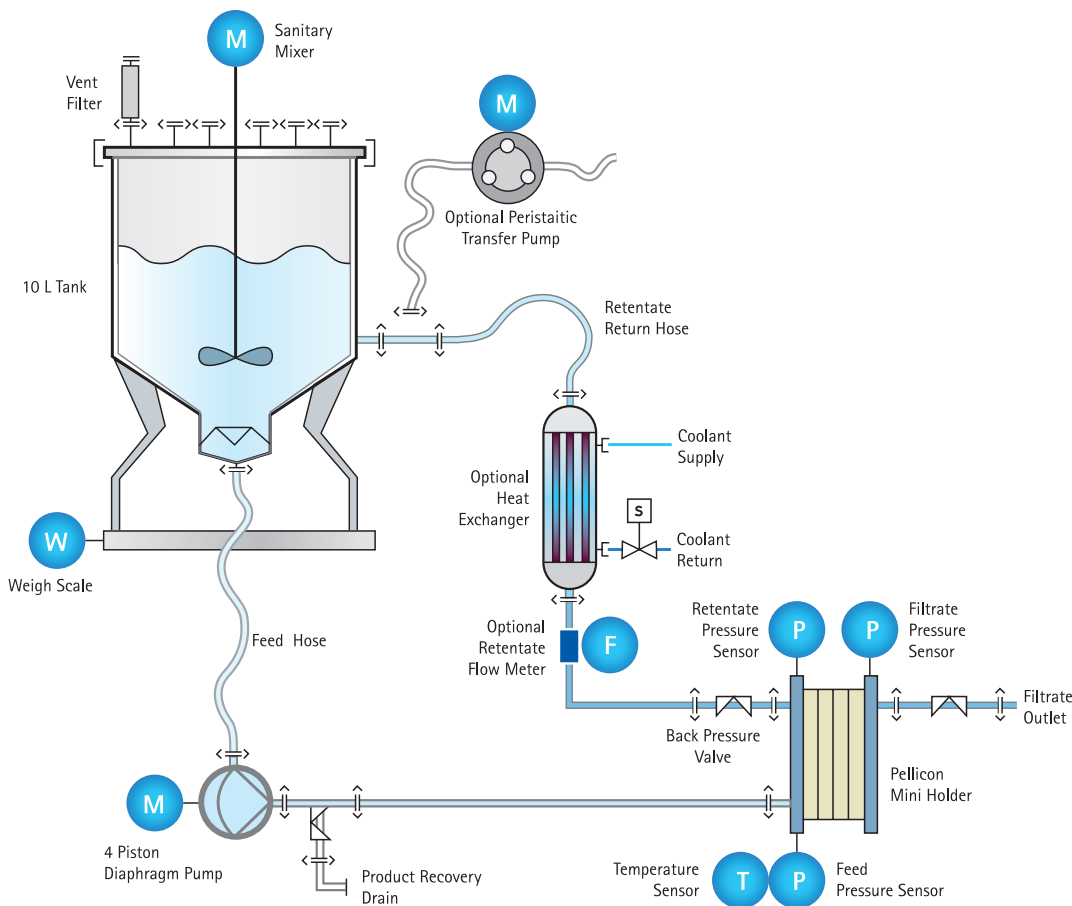 M
Sanitary
Mixer
Vent
Filter
M
Optional Peristaitic
Transfer Pump
10 L Tank
Retentate
Return Hose
Coolant
Supply
Optional
Heat
Exchanger
S
Coolant
Return
W
Weigh Scale
Feed Hose
Optional
Retentate
Flow Meter
F
Retentate
Pressure
Sensor
P
P
Filtrate
Pressure
Sensor
Back Pressure
Valve
Filtrate
Outlet
Pellicon
Mini Holder
M
4 Piston
Diaphragm Pump
Product Recovery
Drain
Temperature
Sensor
T
P
Feed
Pressure Sensor